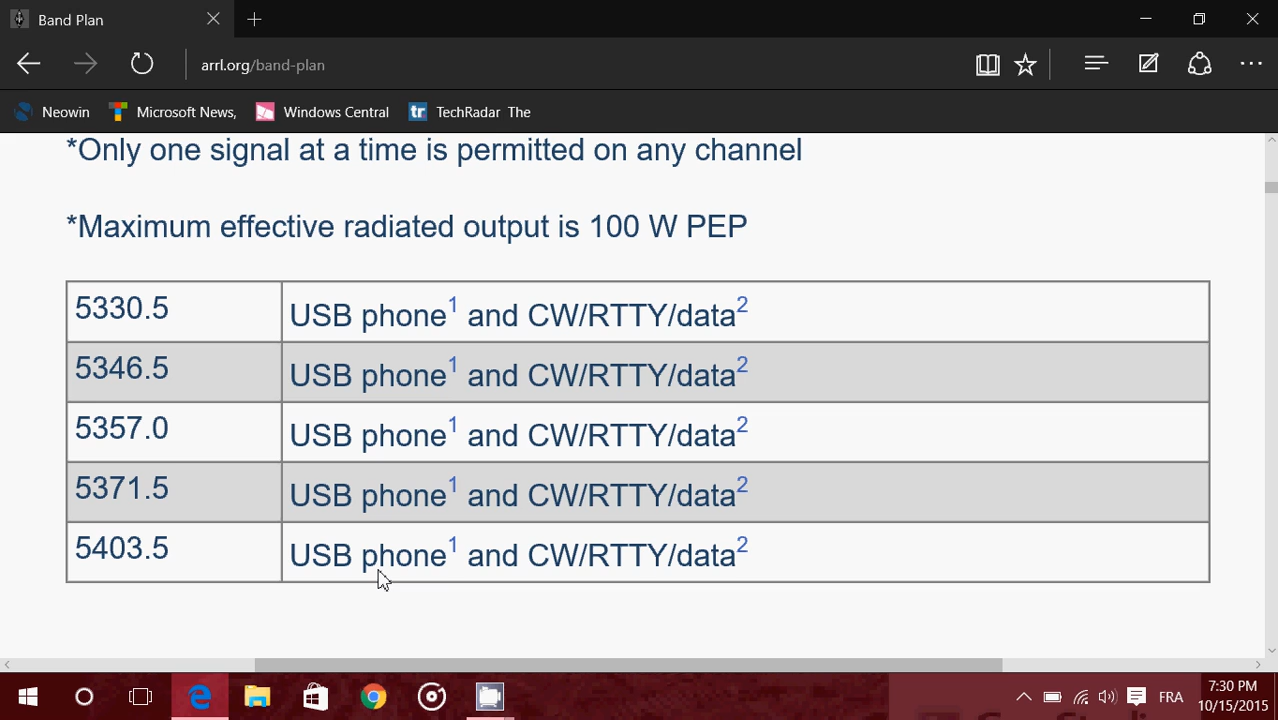 Band Plan
arrl.org/band-plan
Neowin Microsoft News, Windows Central tr TechRadar The
*Only one signal at a time is permitted on any channel
*Maximum effective radiated output is 100 W PEP
5330.5 USB phone1 and CW/RTTY/data2
5346.5 USB phone1 and CW/RTTY/data2
5357.0 USB phone1 and CW/RTTY/data2
5371.5 USB phone1 and CW/RTTY/data2
5403.5 USB phone1 and CW/RTTY/data2
FRA
7:30 PM
10/15/2015